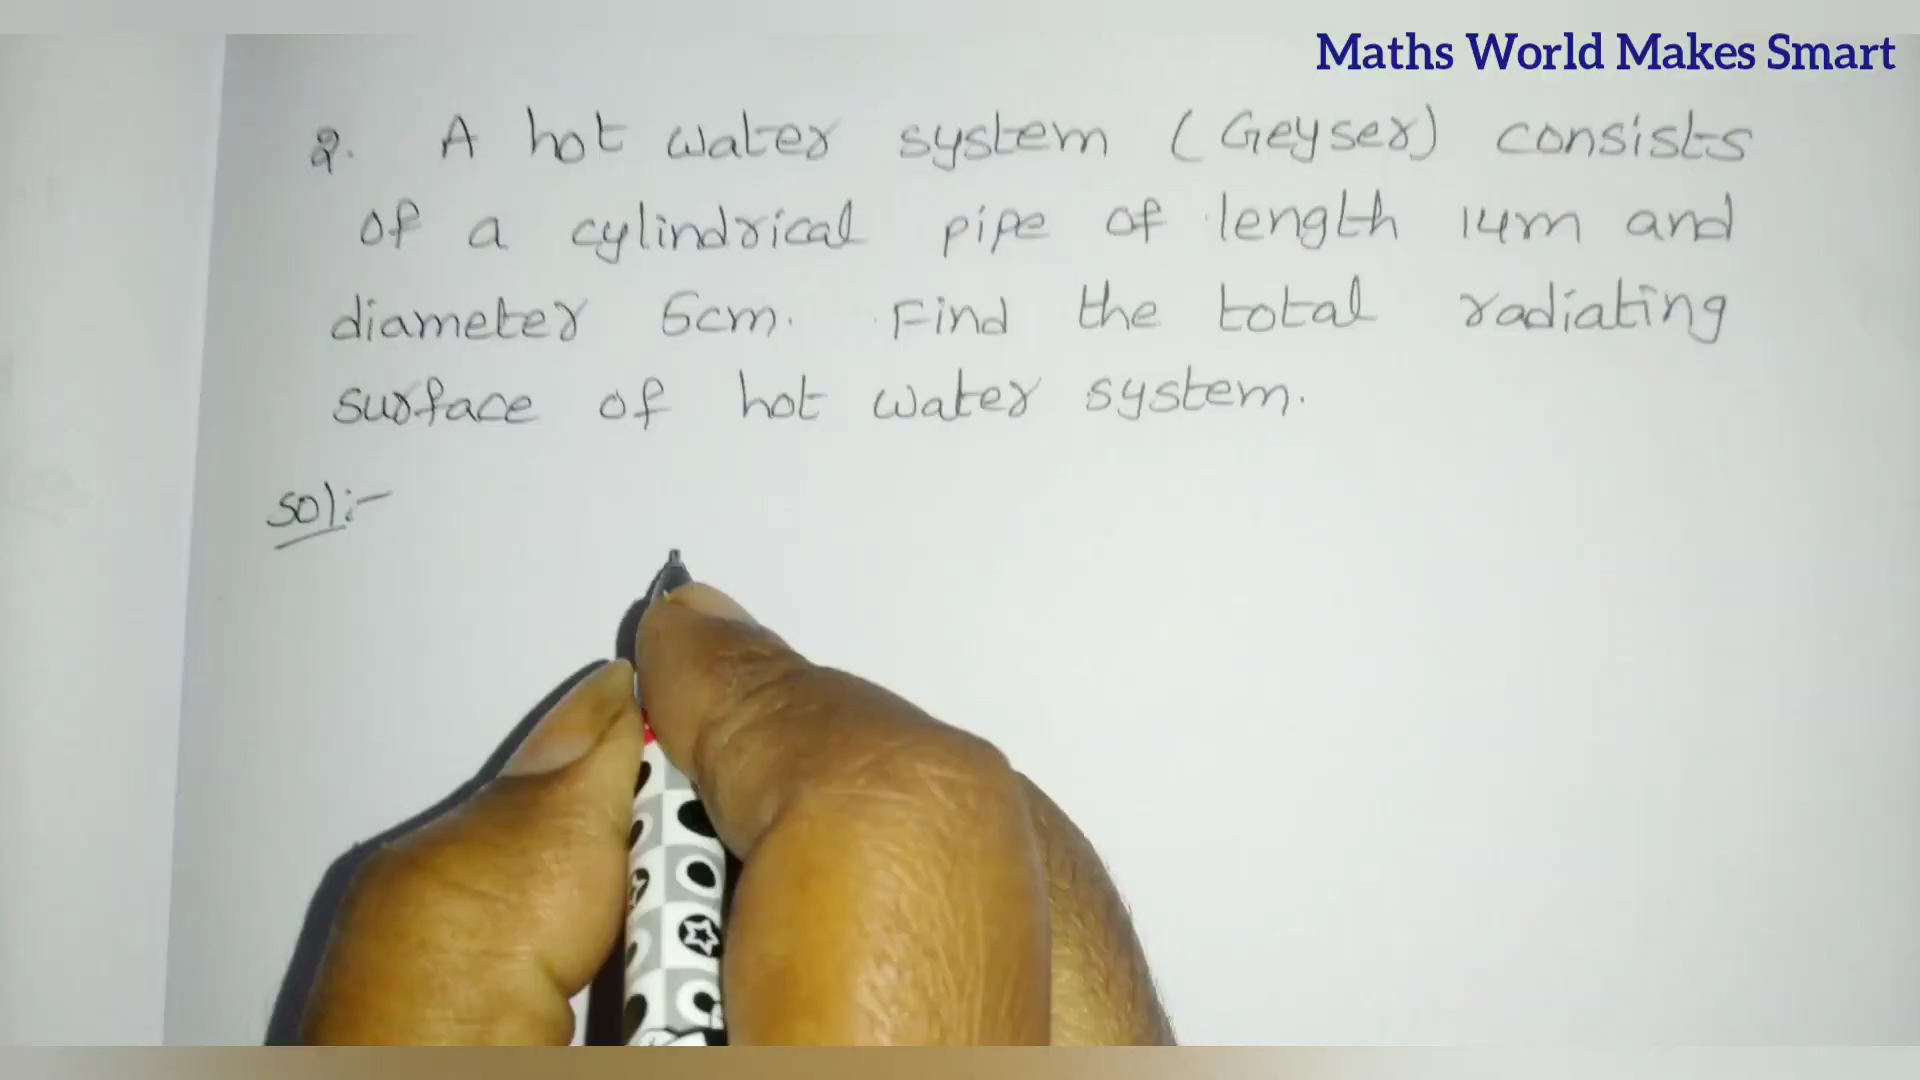 Maths World Makes Smart
2. A hot water system (Geyser) consists
of a cylindrical pipe of length 14m and
diameter 5cm. Find the total radiating
surface of hot water system.
Sol:-